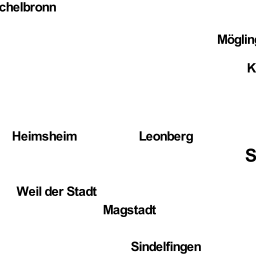 chelbronn
Mögling
K
Heimsheim
Leonberg
S
Weil der Stadt
Magstadt
Sindelfingen